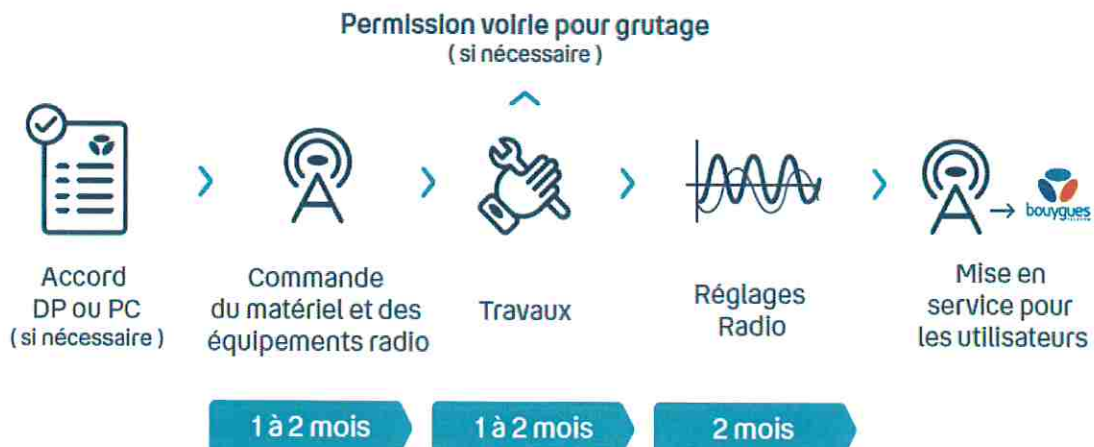 Permission voirie pour grutage
( si nécessaire )
bouygues
Accord
DP ou PC
( si nécessaire )
Commande
du matériel et des
équipements radio
Travaux
Réglages
Radio
Mise en
service pour
les utilisateurs
1 à 2 mois
1 à 2 mois
2 mois